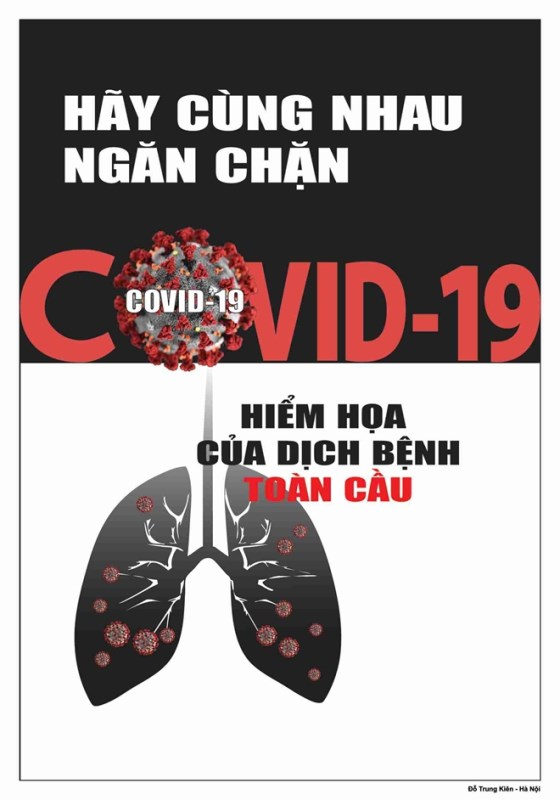 HÃY CÙNG NHAU
NGĂN CHẶN
COVID-19
COVID-19
HIỂM HỌA
CỦA DỊCH BỆNH
TOÀN CẦU
Đỗ Trung Kiên - Hà Nội